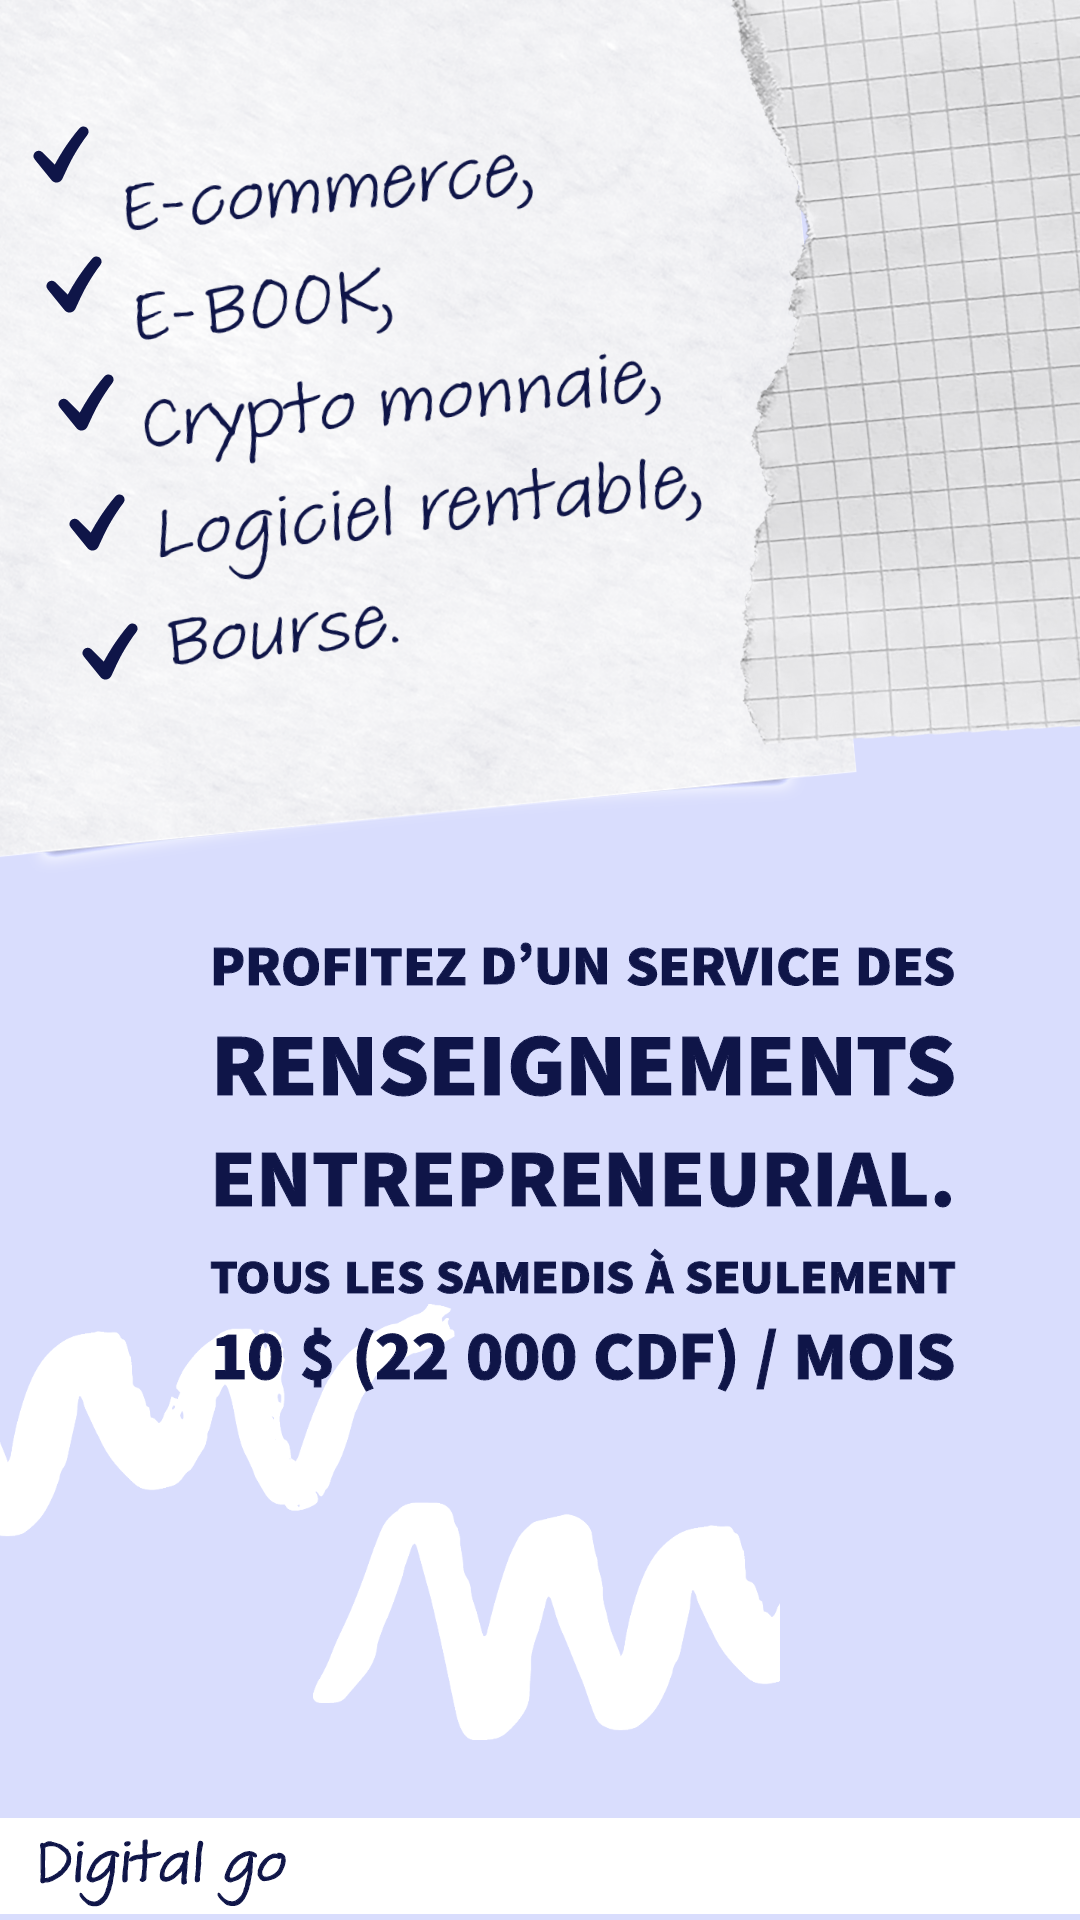 E-commerce,
E-BOOK,
Crypto monnaie,
Logiciel rentable,
Bourse.
PROFITEZ D’UN SERVICE DES
RENSEIGNEMENTS
ENTREPRENEURIAL.
TOUS LES SAMEDIS À SEULEMENT
10 $ (22 000 CDF) / MOIS
Digital go